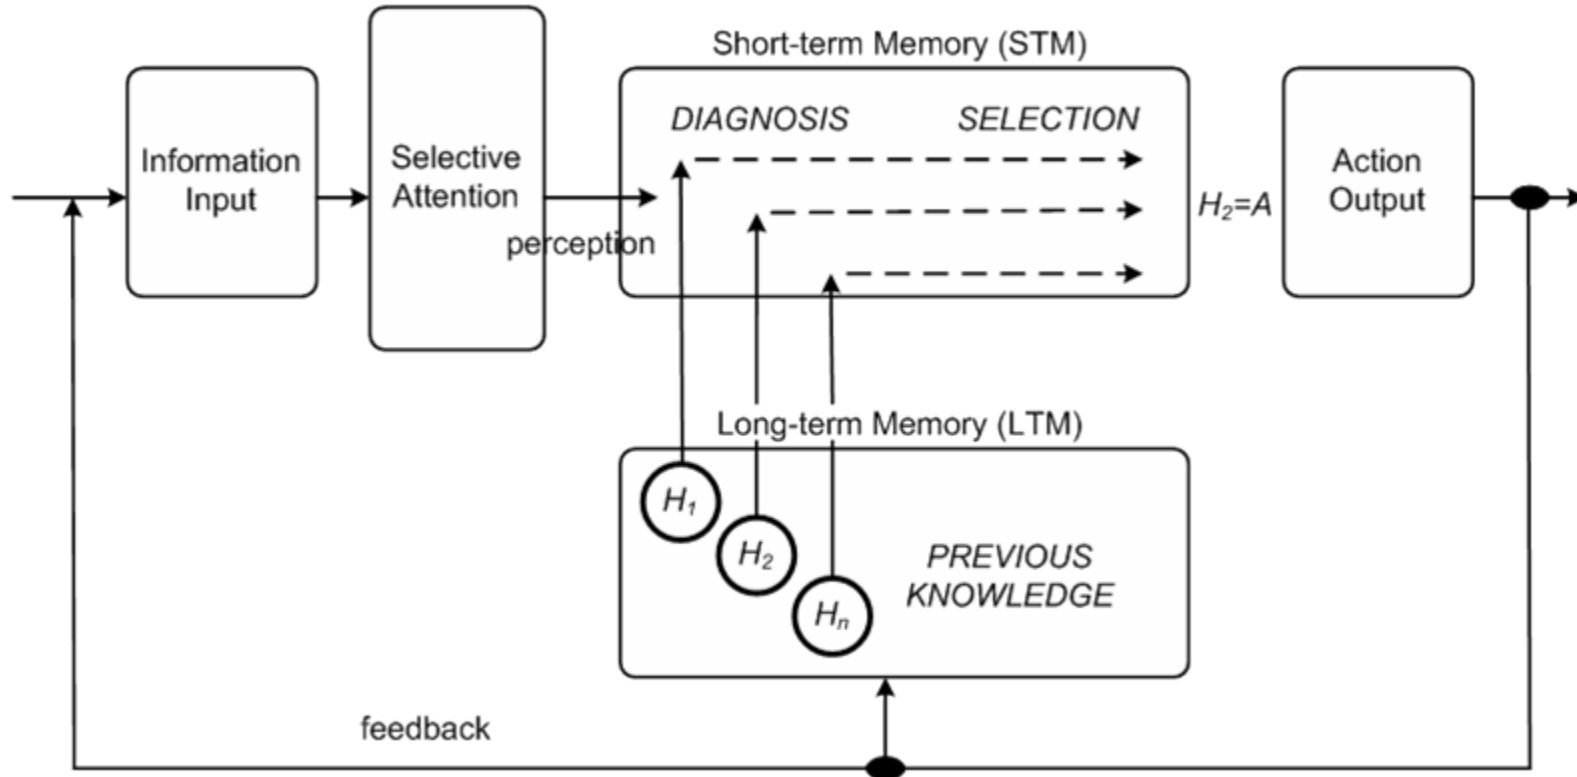 Short-term Memory (STM)
Information
Input
Selective
Attention
perception
DIAGNOSIS
SELECTION
H₂=A
Action
Output
Long-term Memory (LTM)
H₁
H₂
Hₙ
PREVIOUS
KNOWLEDGE
feedback